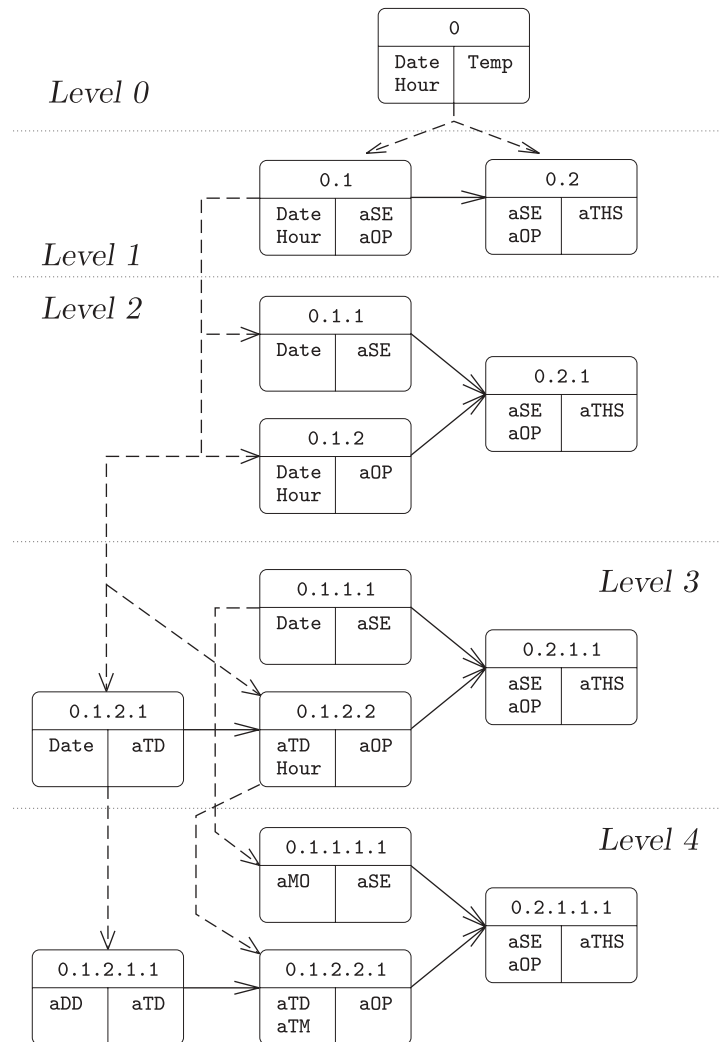 0
Date Temp
Hour
Level 0
0.1 0.2
Date aSE aSE aTHS
Hour aOP aOP
Level 1
Level 2
0.1.1
Date aSE
0.2.1
aSE aTHS
aOP
0.1.2
Date aOP
Hour
Level 3
0.1.1.1
Date aSE
0.2.1.1
aSE aTHS
aOP
0.1.2.1 0.1.2.2
Date aTD aTD aOP
Hour
Level 4
0.1.1.1.1
aMO aSE
0.2.1.1.1
aSE aTHS
aOP
0.1.2.1.1 0.1.2.2.1
aDD aTD aTD aOP
aTM